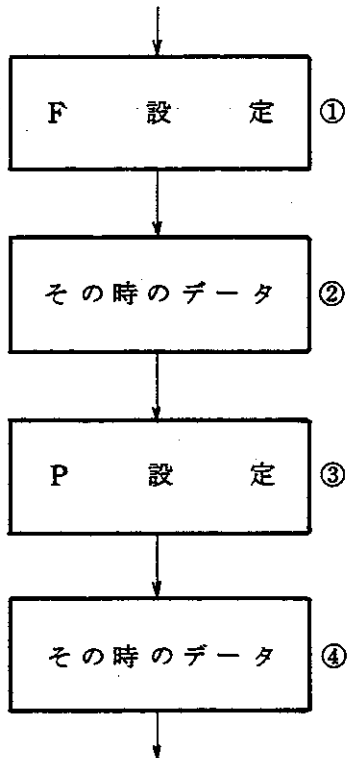 F 設 定 ①
その時のデータ ②
P 設 定 ③
その時のデータ ④